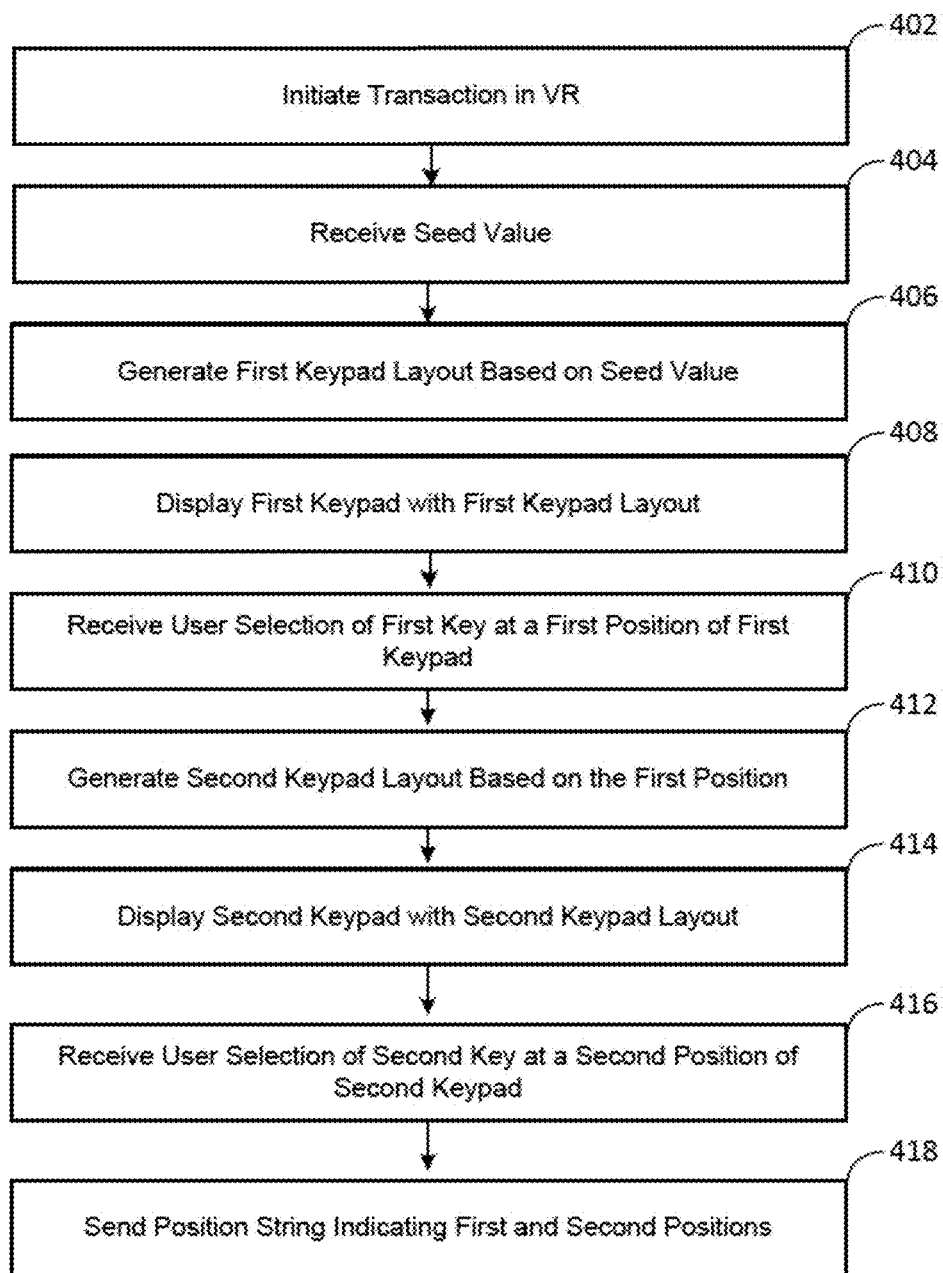 402
Initiate Transaction in VR
404
Receive Seed Value
406
Generate First Keypad Layout Based on Seed Value
408
Display First Keypad with First Keypad Layout
410
Receive User Selection of First Key at a First Position of First
Keypad
412
Generate Second Keypad Layout Based on the First Position
414
Display Second Keypad with Second Keypad Layout
416
Receive User Selection of Second Key at a Second Position of
Second Keypad
418
Send Position String Indicating First and Second Positions